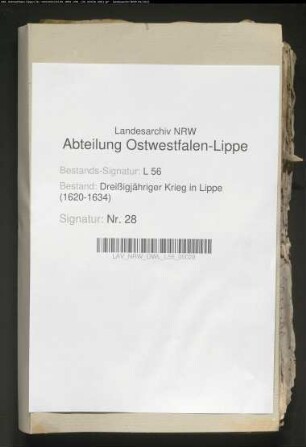 Landesarchiv NRW
Abteilung Ostwestfalen-Lippe
Bestands-Signatur: L 56
Bestand: Dreißigjähriger Krieg in Lippe
(1620-1634)
Signatur: Nr. 28